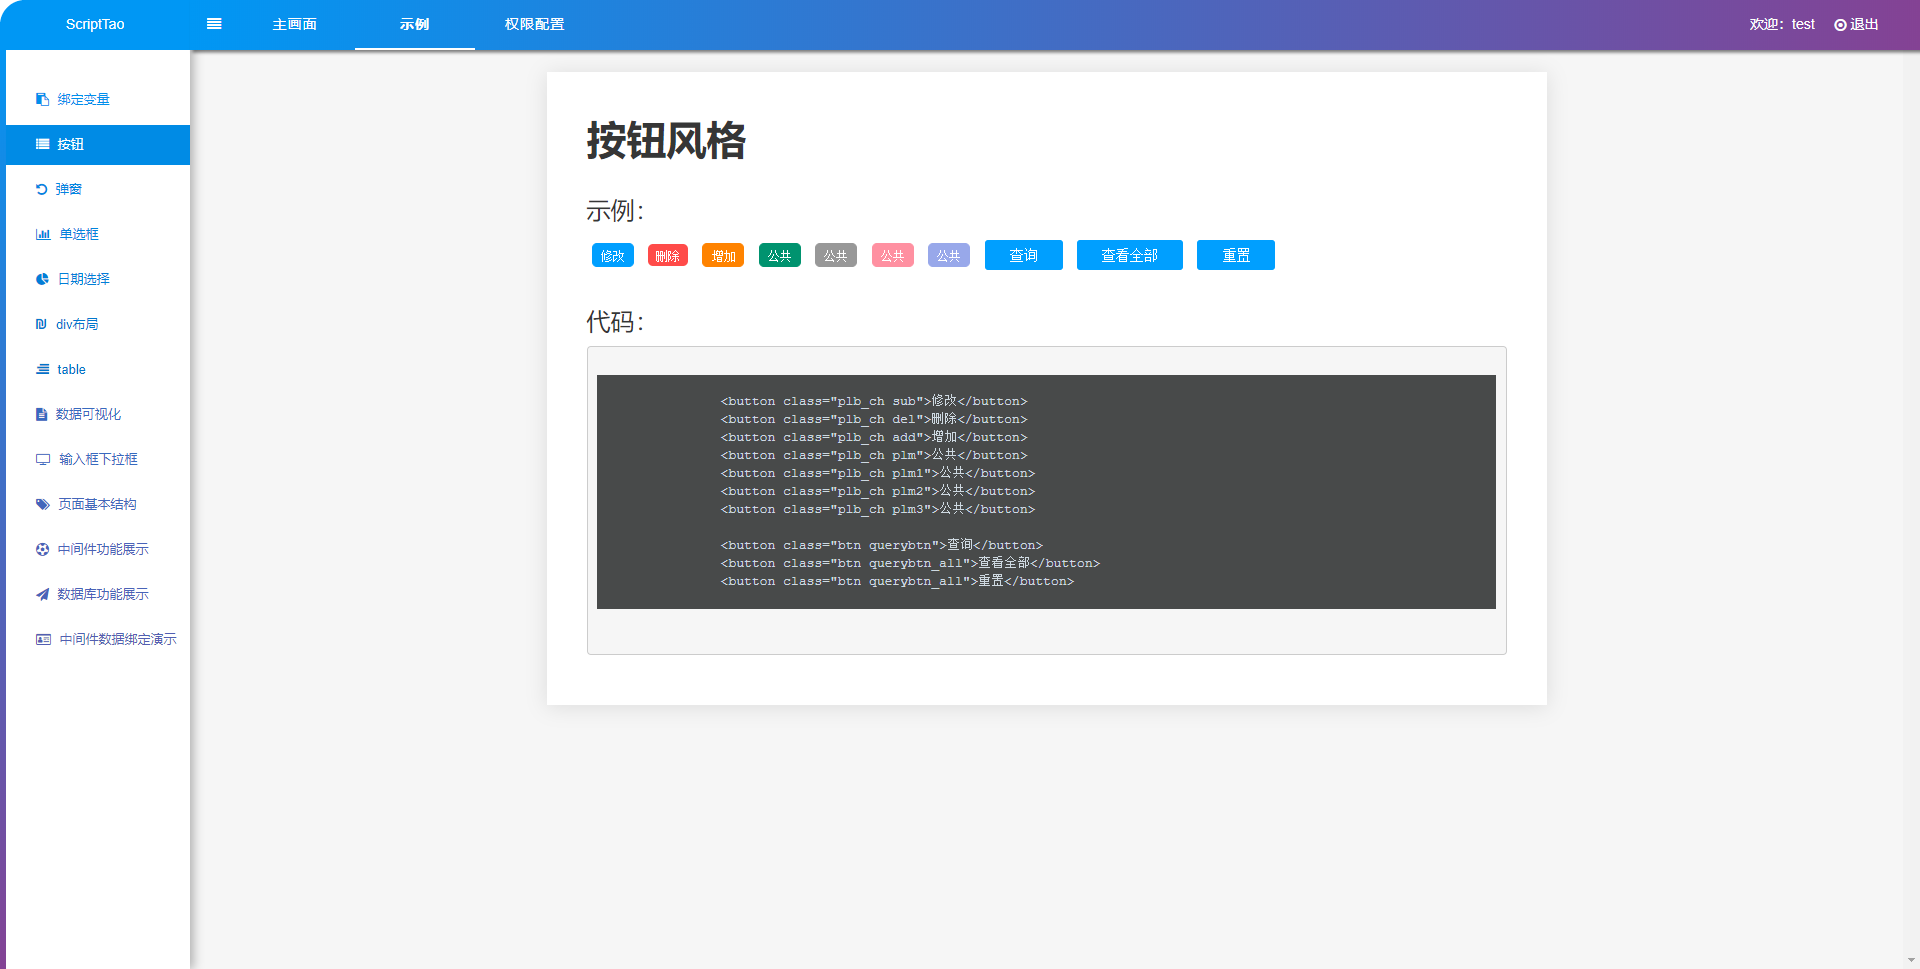 ScriptTao 主画面 示例 权限配置 欢迎：test 退出
绑定变量
按钮
弹窗
单选框
日期选择
div布局
table
数据可视化
输入框下拉框
页面基本结构
中间件功能展示
数据库功能展示
中间件数据绑定演示
按钮风格
示例：
修改 删除 增加 公共 公共 公共 公共 查询 查看全部 重置
代码：
<button class="plb_ch sub">修改</button>
<button class="plb_ch del">删除</button>
<button class="plb_ch add">增加</button>
<button class="plb_ch plm">公共</button>
<button class="plb_ch plm1">公共</button>
<button class="plb_ch plm2">公共</button>
<button class="plb_ch plm3">公共</button>
<button class="btn querybtn">查询</button>
<button class="btn querybtn_all">查看全部</button>
<button class="btn querybtn_all">重置</button>